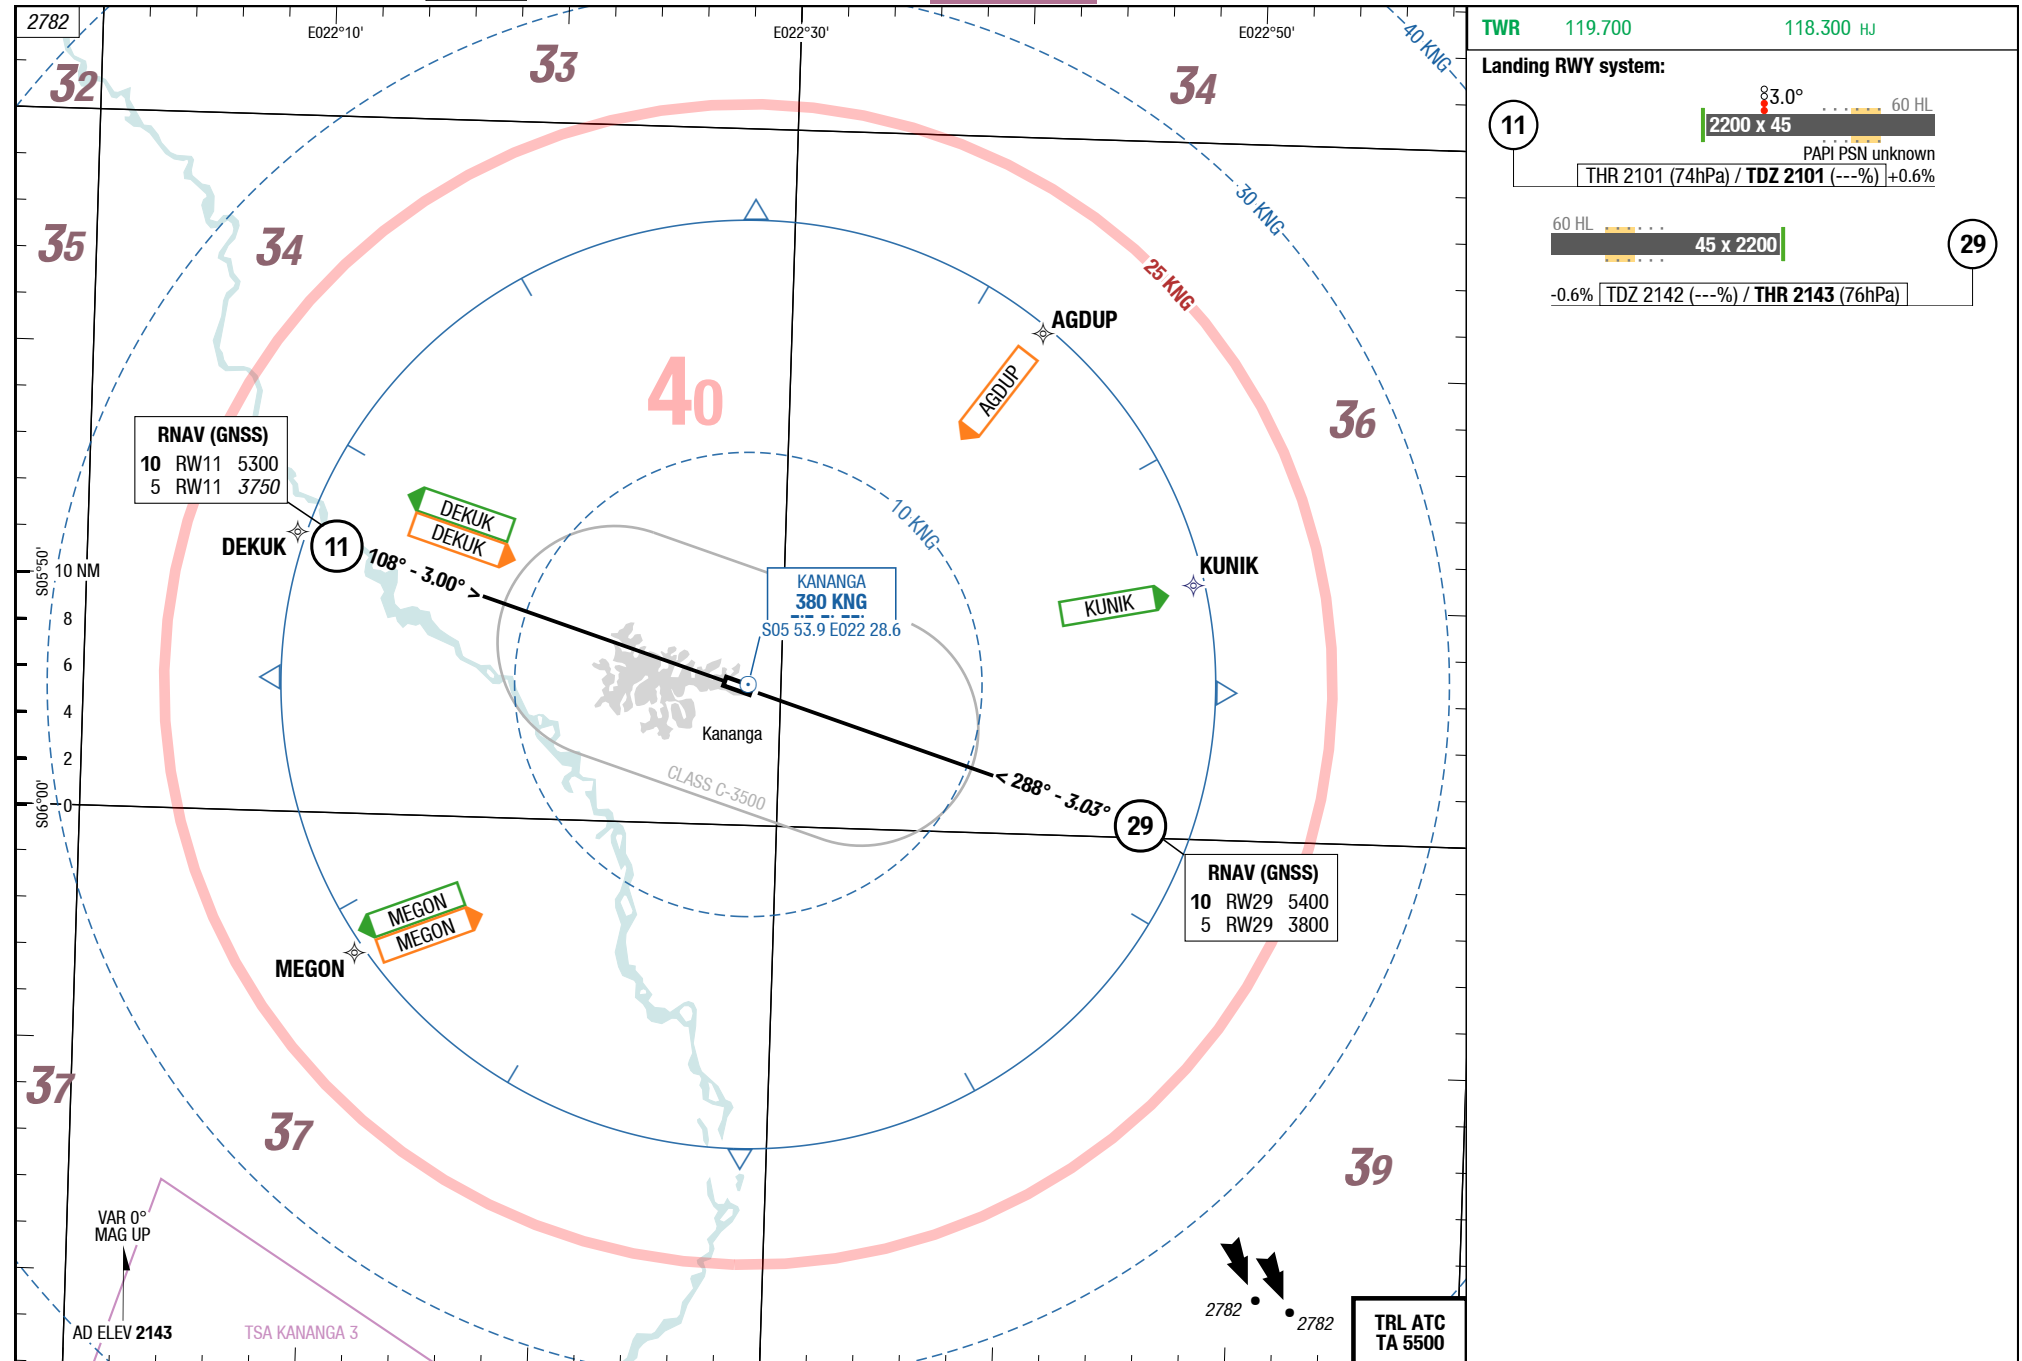 2782
E022°10'
E022°30'
E022°50'
40 KNG
32
33
34
35
34
30 KNG
25 KNG
AGDUP
AGDUP
40
36
RNAV (GNSS)
10 RW11 5300
5 RW11 3750
DEKUK
11
108° - 3.00° >
DEKUK
DEKUK
10 KNG
KANANGA
380 KNG
S05 53.9 E022 28.6
KUNIK
KUNIK
S05°50'
10 NM
8
6
4
2
0
S06°00'
Kananga
CLASS C-3500
< 288° - 3.03°
29
RNAV (GNSS)
10 RW29 5400
5 RW29 3800
MEGON
MEGON
MEGON
37
37
39
VAR 0°
MAG UP
AD ELEV 2143
TSA KANANGA 3
2782
2782
TRL ATC
TA 5500
TWR 119.700 118.300 HJ
Landing RWY system:
11
3.0°
60 HL
2200 x 45
PAPI PSN unknown
THR 2101 (74hPa) / TDZ 2101 (---%) +0.6%
60 HL
45 x 2200
29
-0.6% TDZ 2142 (---%) / THR 2143 (76hPa)